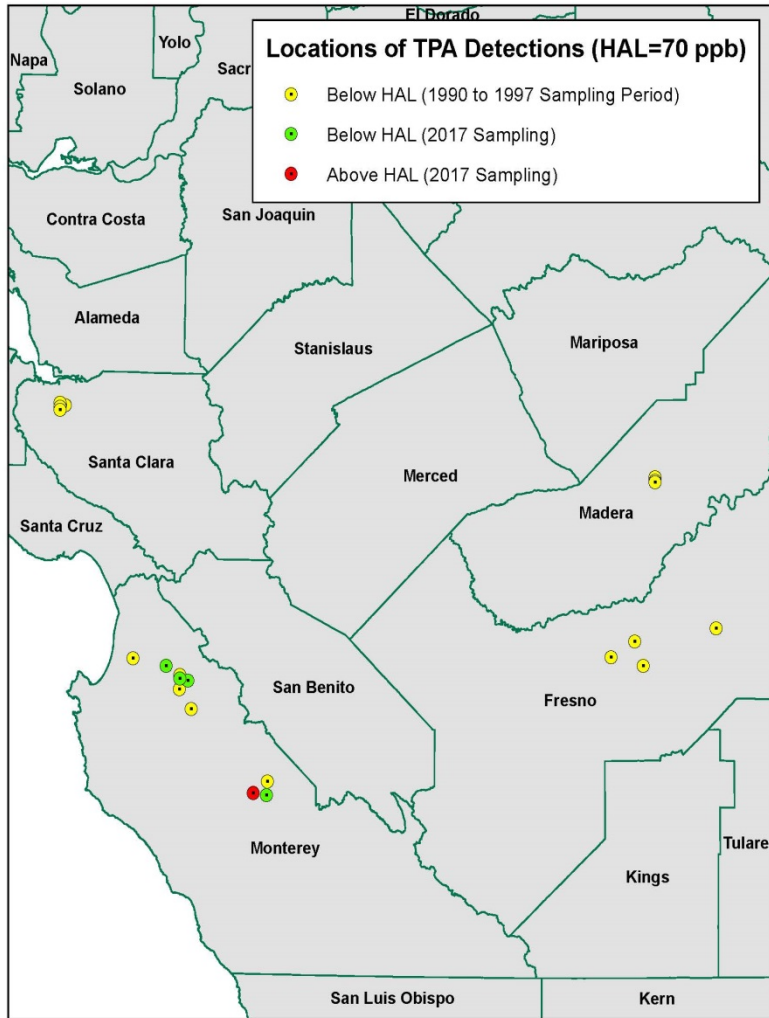 El Dorado
Yolo
Napa
Sacr
Solano
Locations of TPA Detections (HAL=70 ppb)
Below HAL (1990 to 1997 Sampling Period)
Below HAL (2017 Sampling)
Above HAL (2017 Sampling)
Contra Costa
San Joaquin
Alameda
Stanislaus
Mariposa
Santa Clara
Merced
Madera
Santa Cruz
San Benito
Fresno
Monterey
Tulare
Kings
San Luis Obispo
Kern